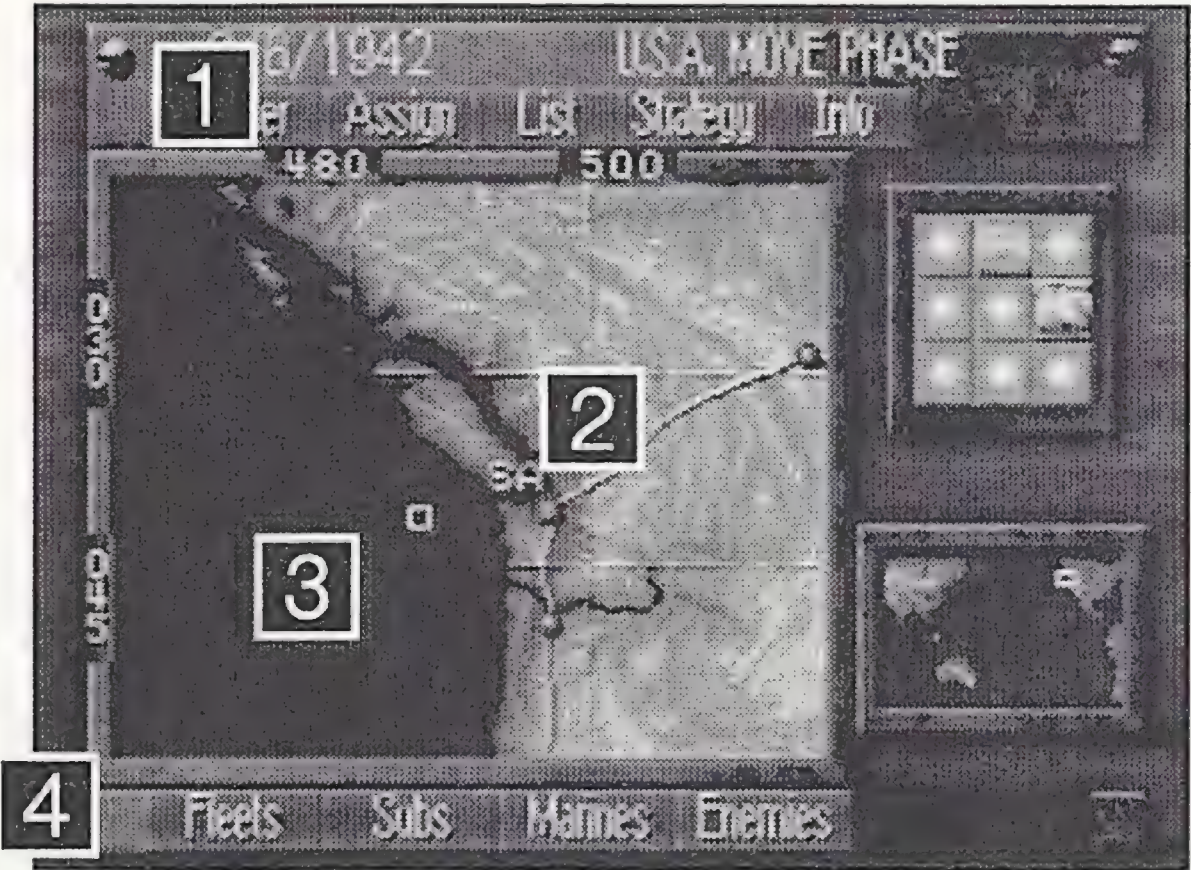 1
/1942 U.S.A. MOVE PHASE
Assign List Strategy Info
480 500
2
SA
3
4
Fleets Subs Marines Enemies